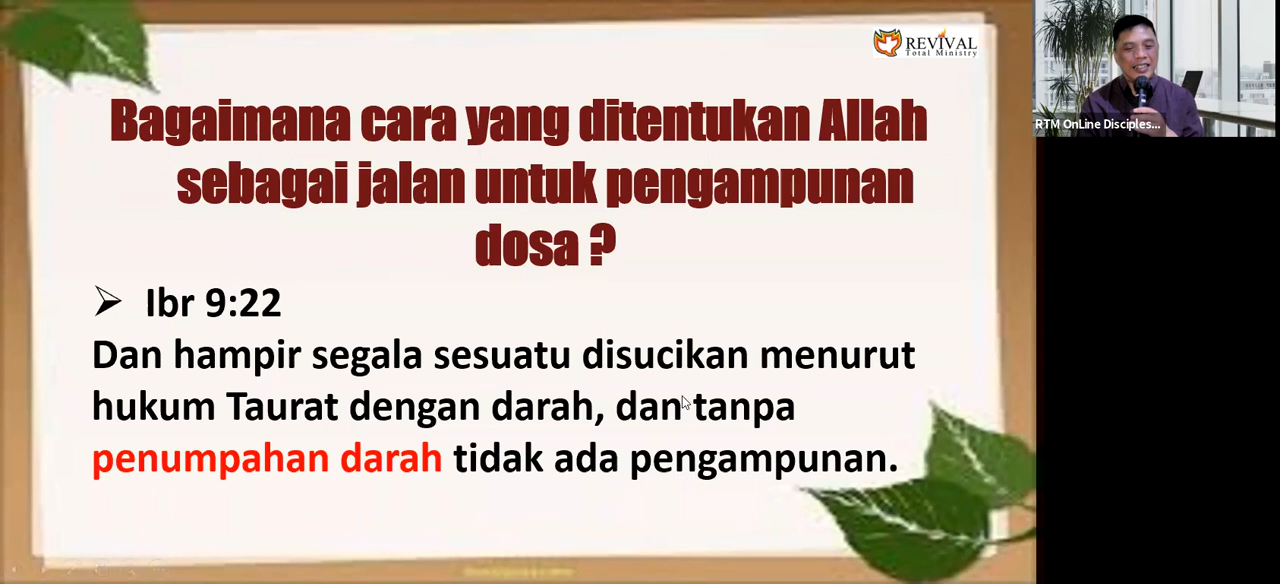 REVIVAL
Total Ministry
Bagaimana cara yang ditentukan Allah
sebagai jalan untuk pengampunan
dosa ?
Ibr 9:22
Dan hampir segala sesuatu disucikan menurut
hukum Taurat dengan darah, dan tanpa
penumpahan darah tidak ada pengampunan.
RTM OnLine Disciples...